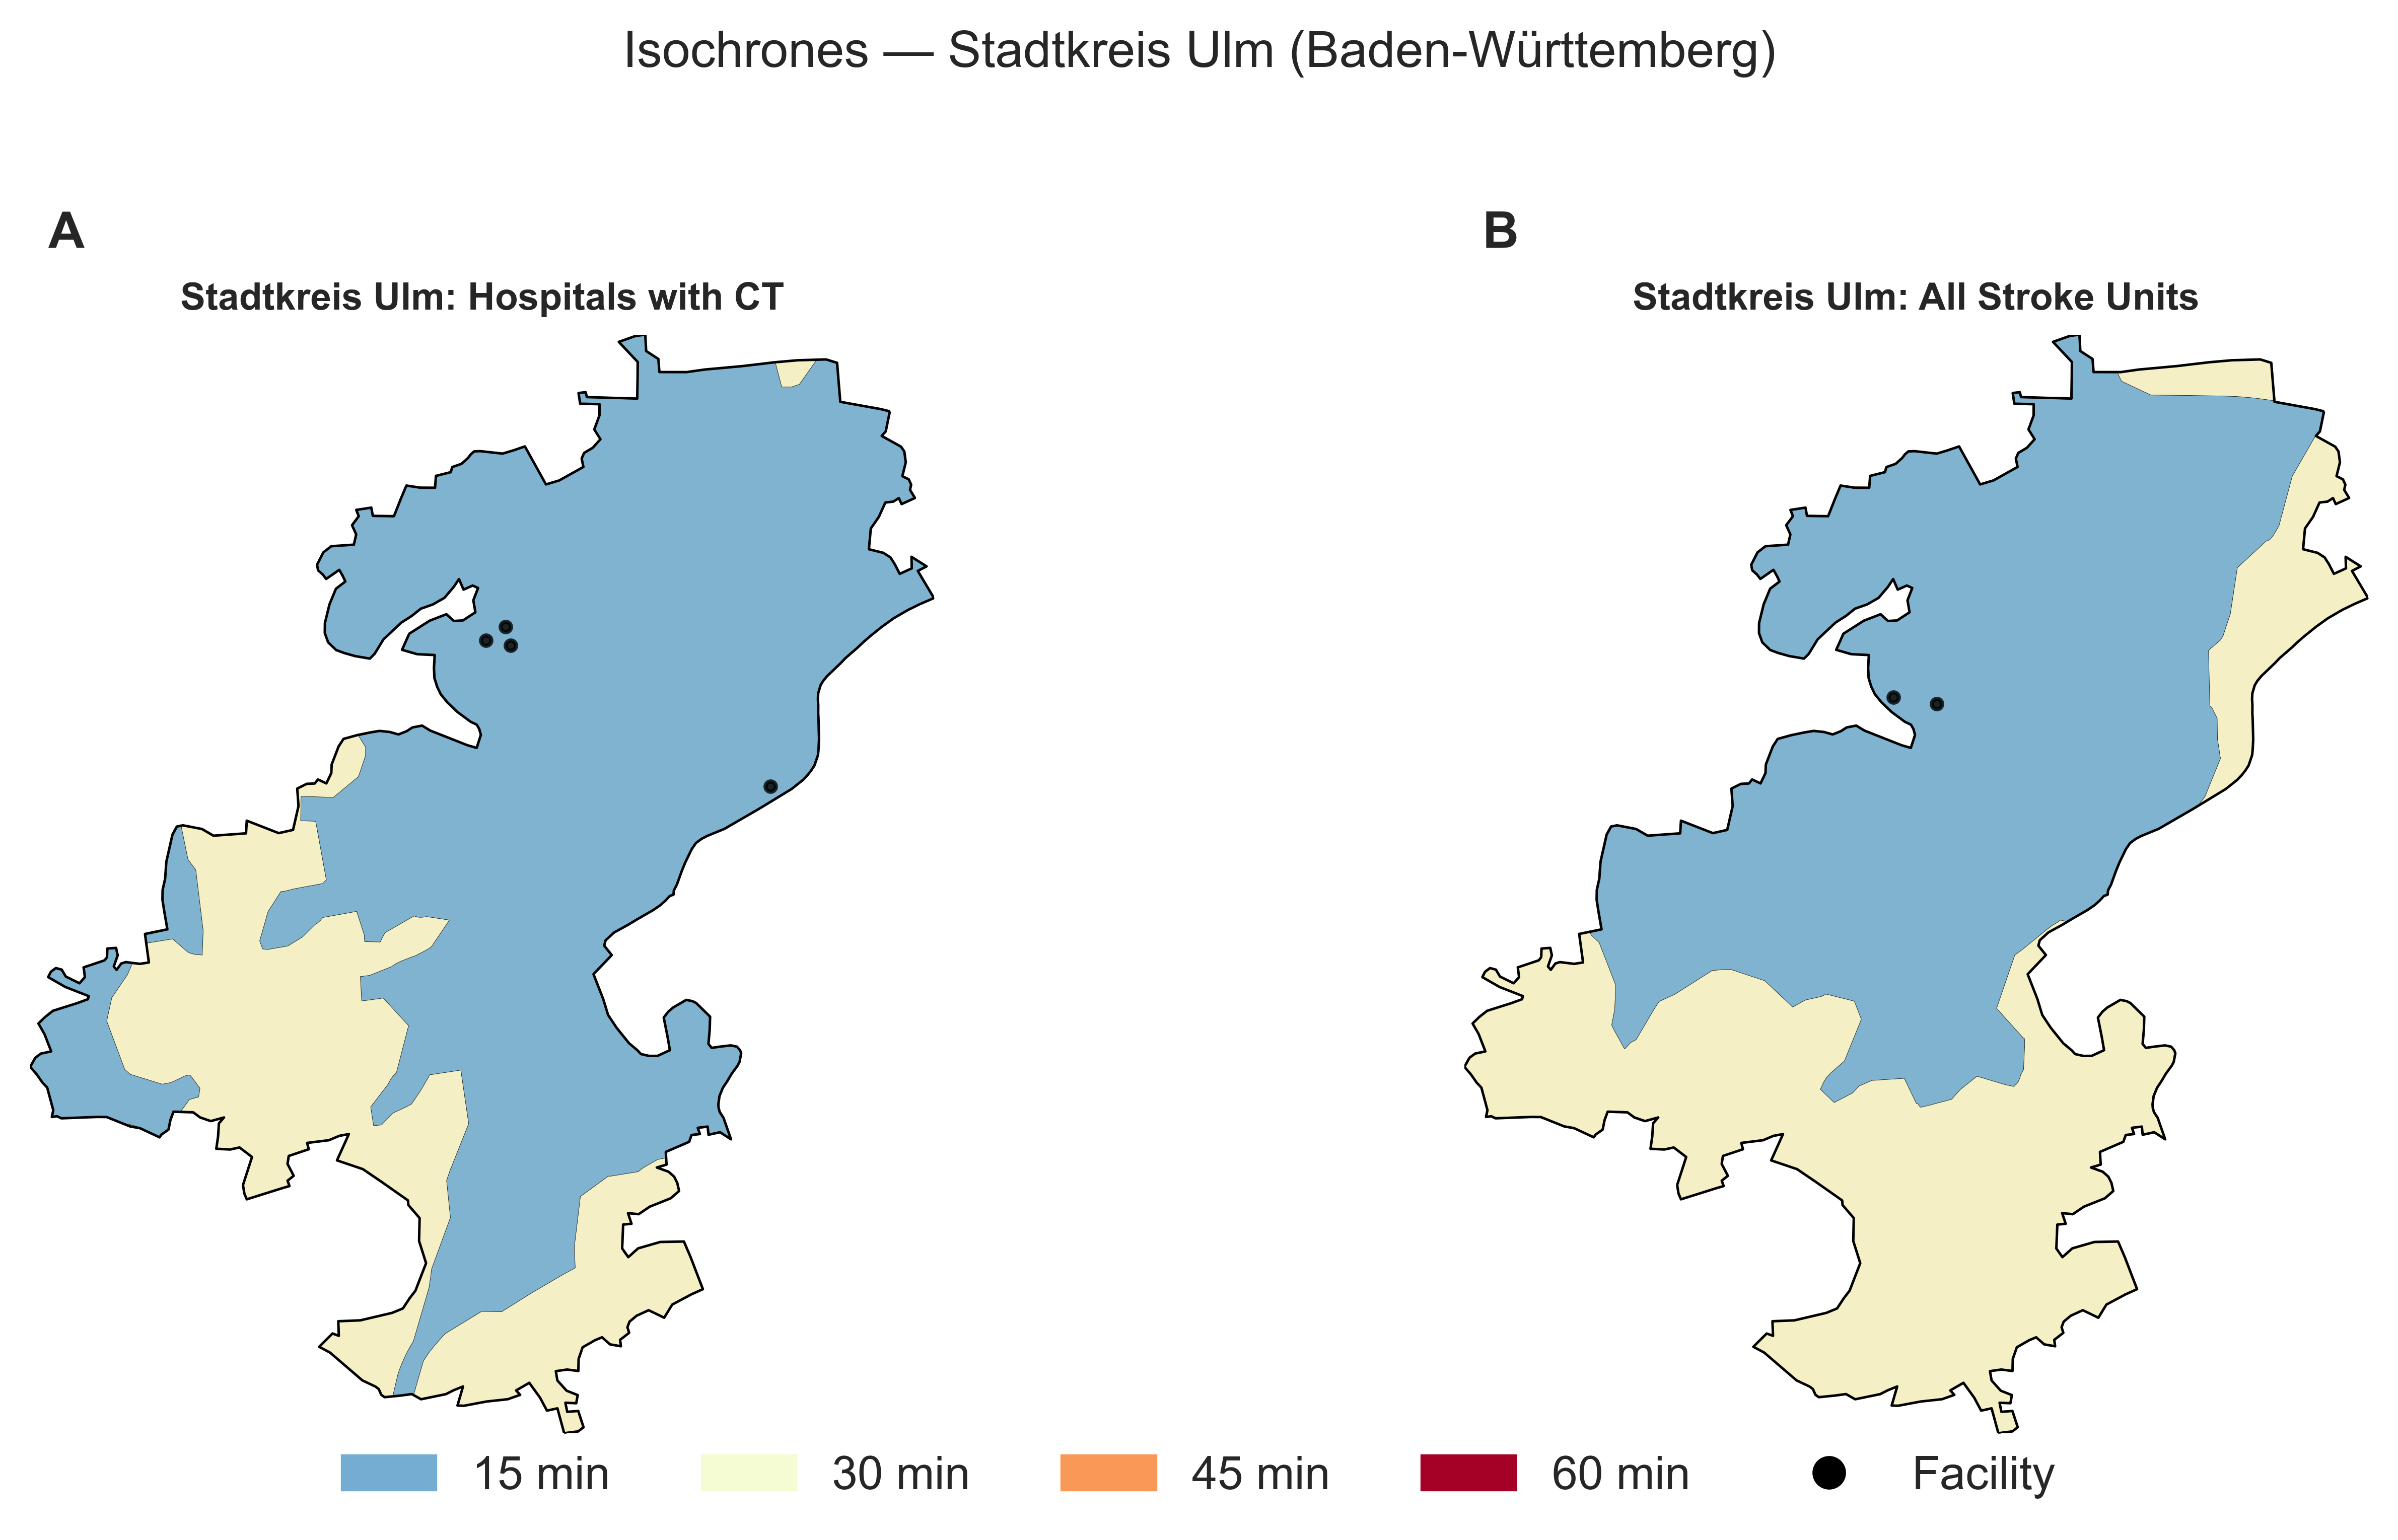 Isochrones — Stadtkreis Ulm (Baden-Württemberg)
A
Stadtkreis Ulm: Hospitals with CT
B
Stadtkreis Ulm: All Stroke Units
15 min
30 min
45 min
60 min
Facility